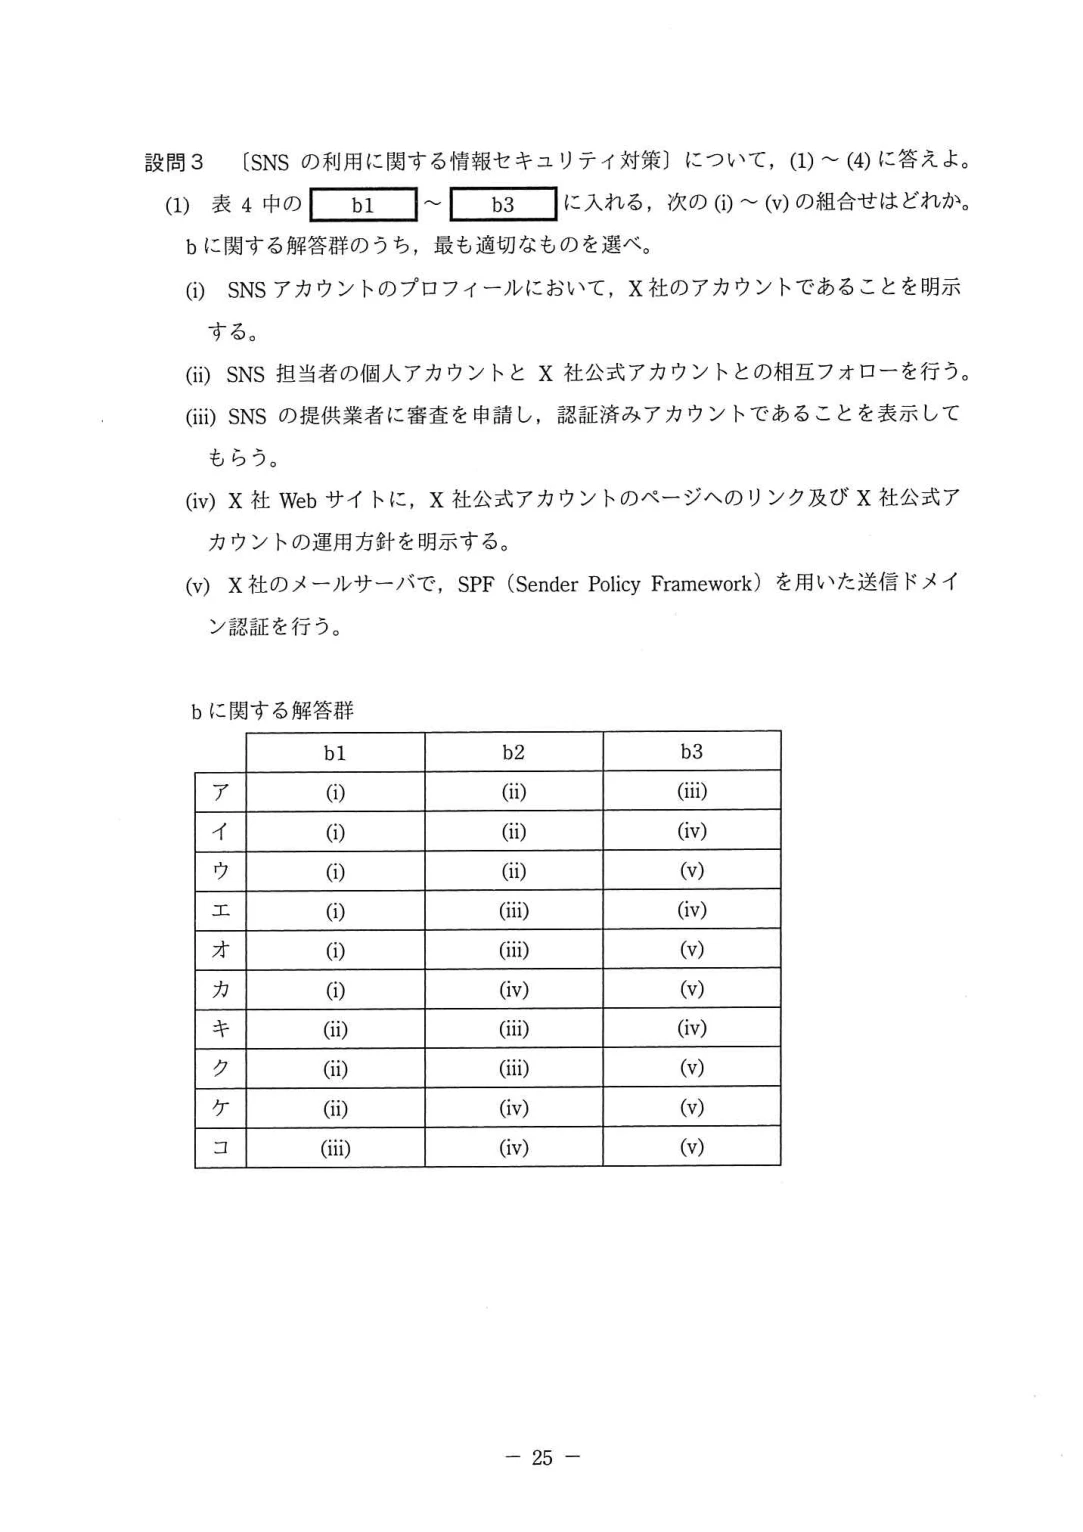 設問3 〔SNS の利用に関する情報セキュリティ対策〕について，(1)～(4)に答えよ。
(1) 表 4 中の b1 ～ b3 に入れる，次の(i)～(v)の組合せはどれか。
bに関する解答群のうち，最も適切なものを選べ。
(i) SNSアカウントのプロフィールにおいて，X社のアカウントであることを明示
する。
(ii) SNS 担当者の個人アカウントと X 社公式アカウントとの相互フォローを行う。
(iii) SNS の提供業者に審査を申請し，認証済みアカウントであることを表示して
もらう。
(iv) X 社 Web サイトに，X 社公式アカウントのページへのリンク及び X 社公式ア
カウントの運用方針を明示する。
(v) X社のメールサーバで，SPF（Sender Policy Framework）を用いた送信ドメイ
ン認証を行う。
bに関する解答群
b1 b2 b3
ア (i) (ii) (iii)
イ (i) (ii) (iv)
ウ (i) (ii) (v)
エ (i) (iii) (iv)
オ (i) (iii) (v)
カ (i) (iv) (v)
キ (ii) (iii) (iv)
ク (ii) (iii) (v)
ケ (ii) (iv) (v)
コ (iii) (iv) (v)
－ 25 －